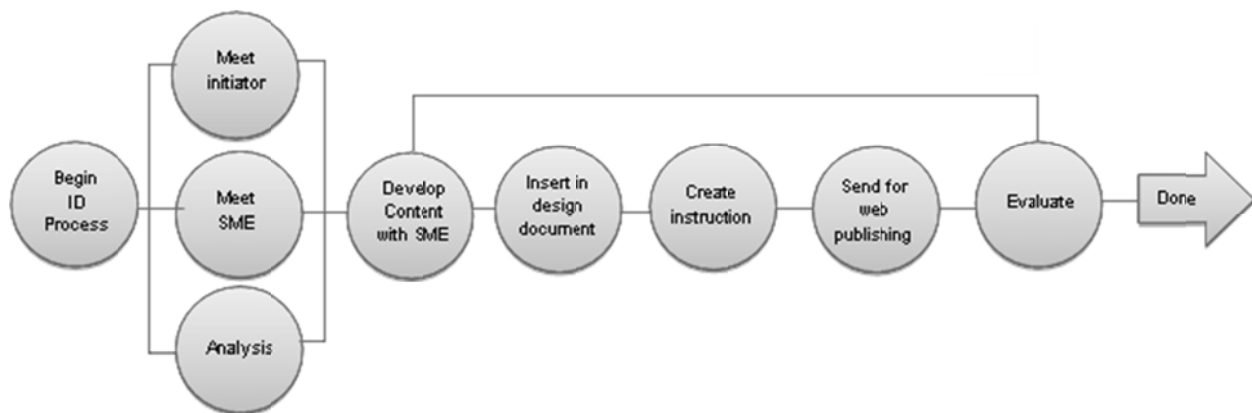 Begin
ID
Process
Meet
initiator
Meet
SME
Analysis
Develop
Content
with SME
Insert in
design
document
Create
instruction
Send for
web
publishing
Evaluate
Done